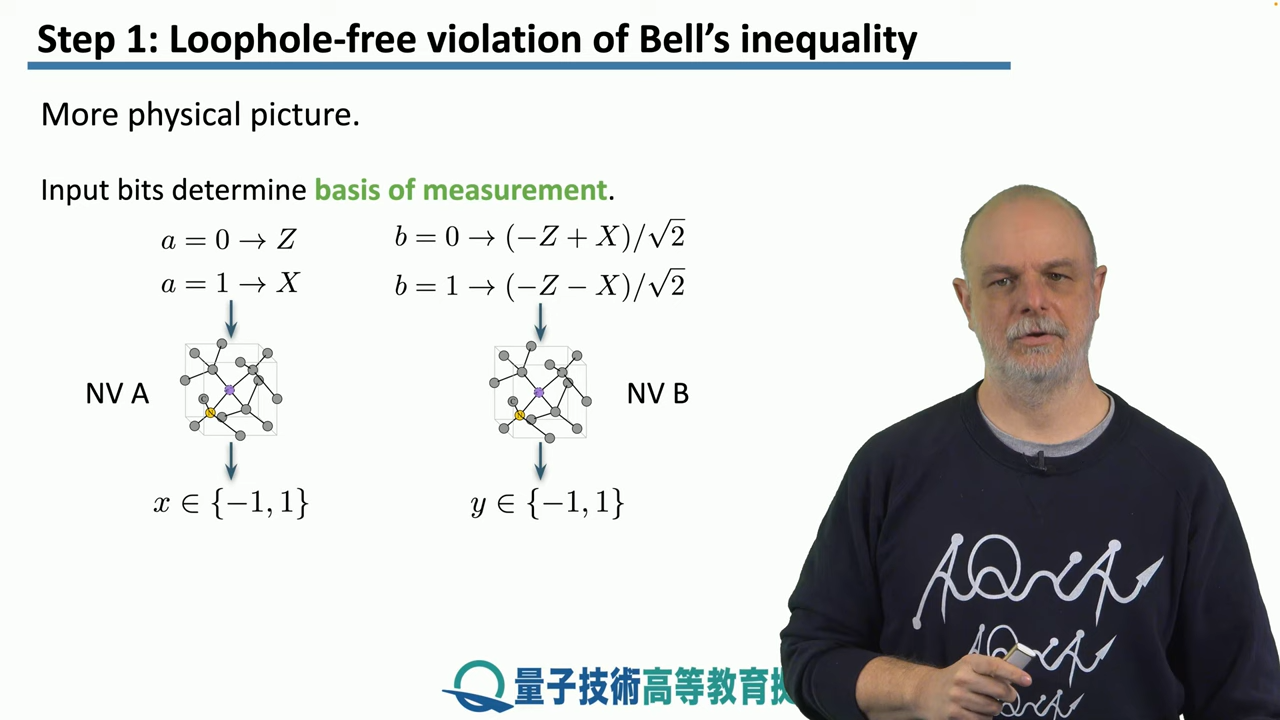 Step 1: Loophole-free violation of Bell's inequality
More physical picture.
Input bits determine basis of measurement.
a = 0 → Z
a = 1 → X
b = 0 → (−Z + X)/√2
b = 1 → (−Z − X)/√2
NV A
NV B
x ∈ {−1, 1}
y ∈ {−1, 1}
量子技術高等教育